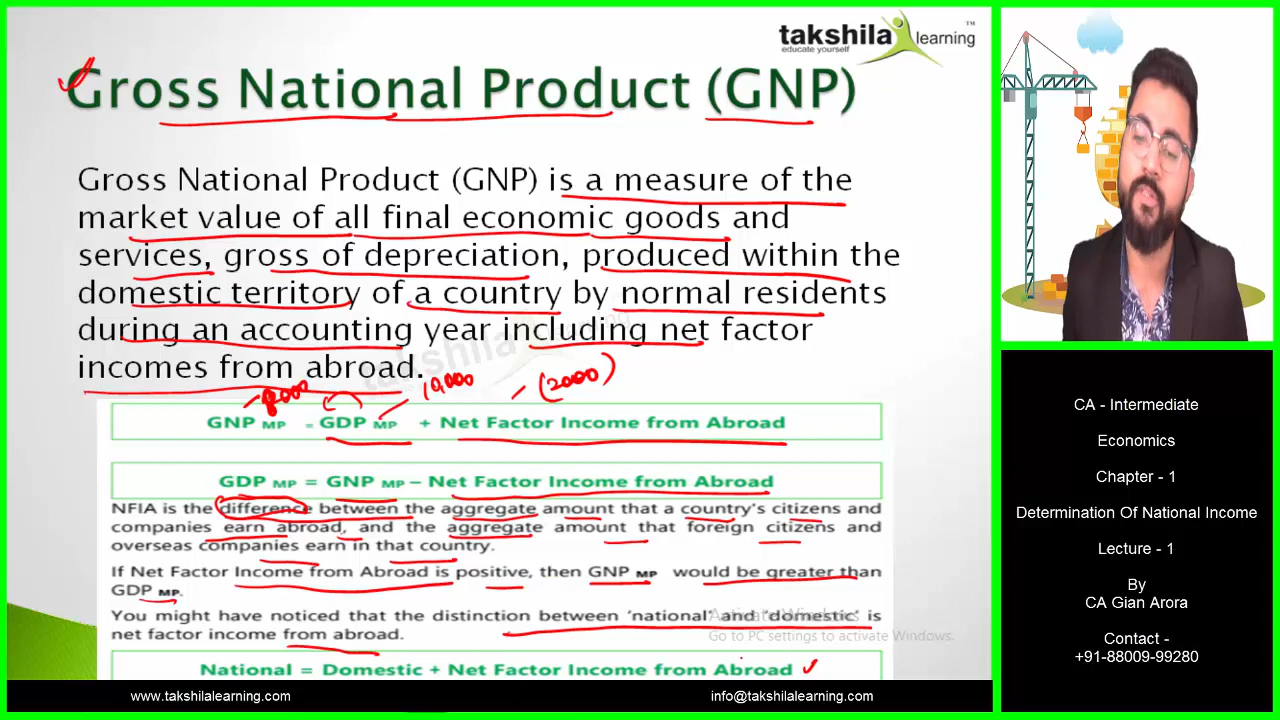 takshila learning
TM
educate yourself
Gross National Product (GNP)
Gross National Product (GNP) is a measure of the
market value of all final economic goods and
services, gross of depreciation, produced within the
domestic territory of a country by normal residents
during an accounting year including net factor
incomes from abroad.
takshila learning
8000
10,000
(2000)
GNP MP = GDP MP + Net Factor Income from Abroad
GDP MP = GNP MP – Net Factor Income from Abroad
NFIA is the difference between the aggregate amount that a country's citizens and
companies earn abroad, and the aggregate amount that foreign citizens and
overseas companies earn in that country.
If Net Factor Income from Abroad is positive, then GNP MP would be greater than
GDP MP.
You might have noticed that the distinction between 'national' and 'domestic' is
net factor income from abroad.
Activate Windows
Go to PC settings to activate Windows.
National = Domestic + Net Factor Income from Abroad
CA - Intermediate
Economics
Chapter - 1
Determination Of National Income
Lecture - 1
By
CA Gian Arora
Contact -
+91-88009-99280
www.takshilalearning.com
info@takshilalearning.com